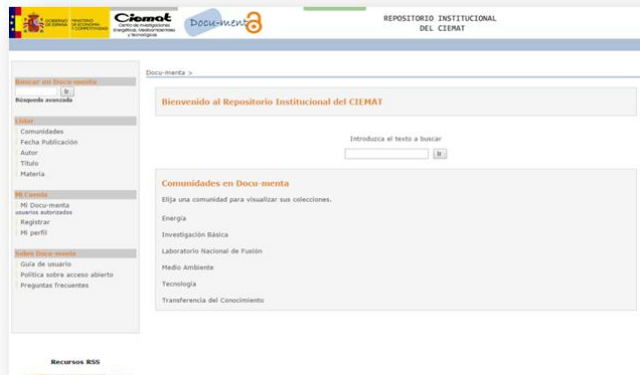 GOBIERNO DE ESPAÑA
MINISTERIO DE ECONOMÍA Y COMPETITIVIDAD
Ciemat
Centro de Investigaciones
Energéticas, Medioambientales
y Tecnológicas
Docu-menta
REPOSITORIO INSTITUCIONAL
DEL CIEMAT
Docu-menta >
Buscar en Docu-menta
Ir
Búsqueda avanzada
Listar
Comunidades
Fecha Publicación
Autor
Título
Materia
Mi Cuenta
Mi Docu-menta
usuarios autorizados
Registrar
Mi perfil
Sobre Docu-menta
Guía de usuario
Política sobre acceso abierto
Preguntas frecuentes
Recursos RSS
Bienvenido al Repositorio Institucional del CIEMAT
Introduzca el texto a buscar
Ir
Comunidades en Docu-menta
Elija una comunidad para visualizar sus colecciones.
Energía
Investigación Básica
Laboratorio Nacional de Fusión
Medio Ambiente
Tecnología
Transferencia del Conocimiento